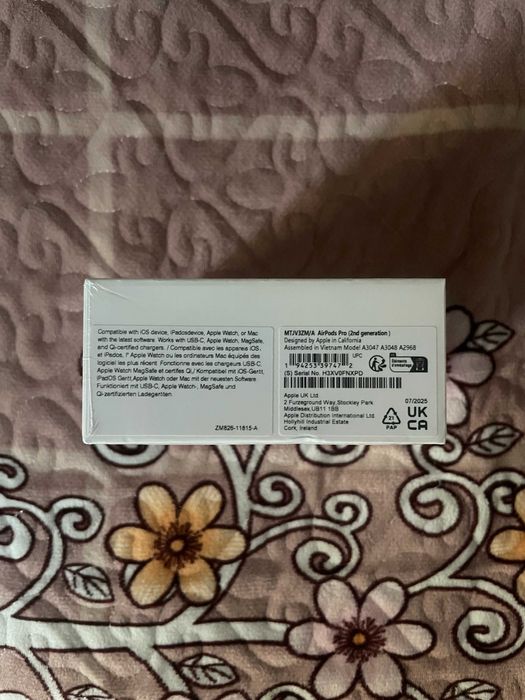 Compatible with iOS device, iPadosdevice, Apple Watch, or Mac
with the latest software. Works with USB-C, Apple Watch, MagSafe,
and Qi-certified chargers. / Compatible avec les appareils iOS,
et iPados, l' Apple Watch ou les ordinateurs Mac équipés des
logiciel les plus récent. Fonctionne avec les chargeurs USB-C,
Apple Watch MagSafe et certifés QI,/ Kompatibel mit iOS-Gerät,
iPadOS Gerät,Apple Watch oder Mac mit der neuesten Software.
Funktioniert mit USB-C, Apple Watch , MagSafe und
Qi-zertifizierten Ladegeräten.
ZM826-11815-A
MTJV3ZM/A AirPods Pro (2nd generation )
Designed by Apple in California
Assembled in Vietnam Model A3047 A3048 A2968
UPC
1 94253 39747 2
(S) Serial No. H3XV0FNXPD
Apple UK Ltd
2 Furzeground Way,Stockley Park
Middlesex,UB11 1BB
Apple Distribution international Ltd
Hollyhill Industrial Estate
Cork, Ireland
07/2025
21
PAP
UK
CA